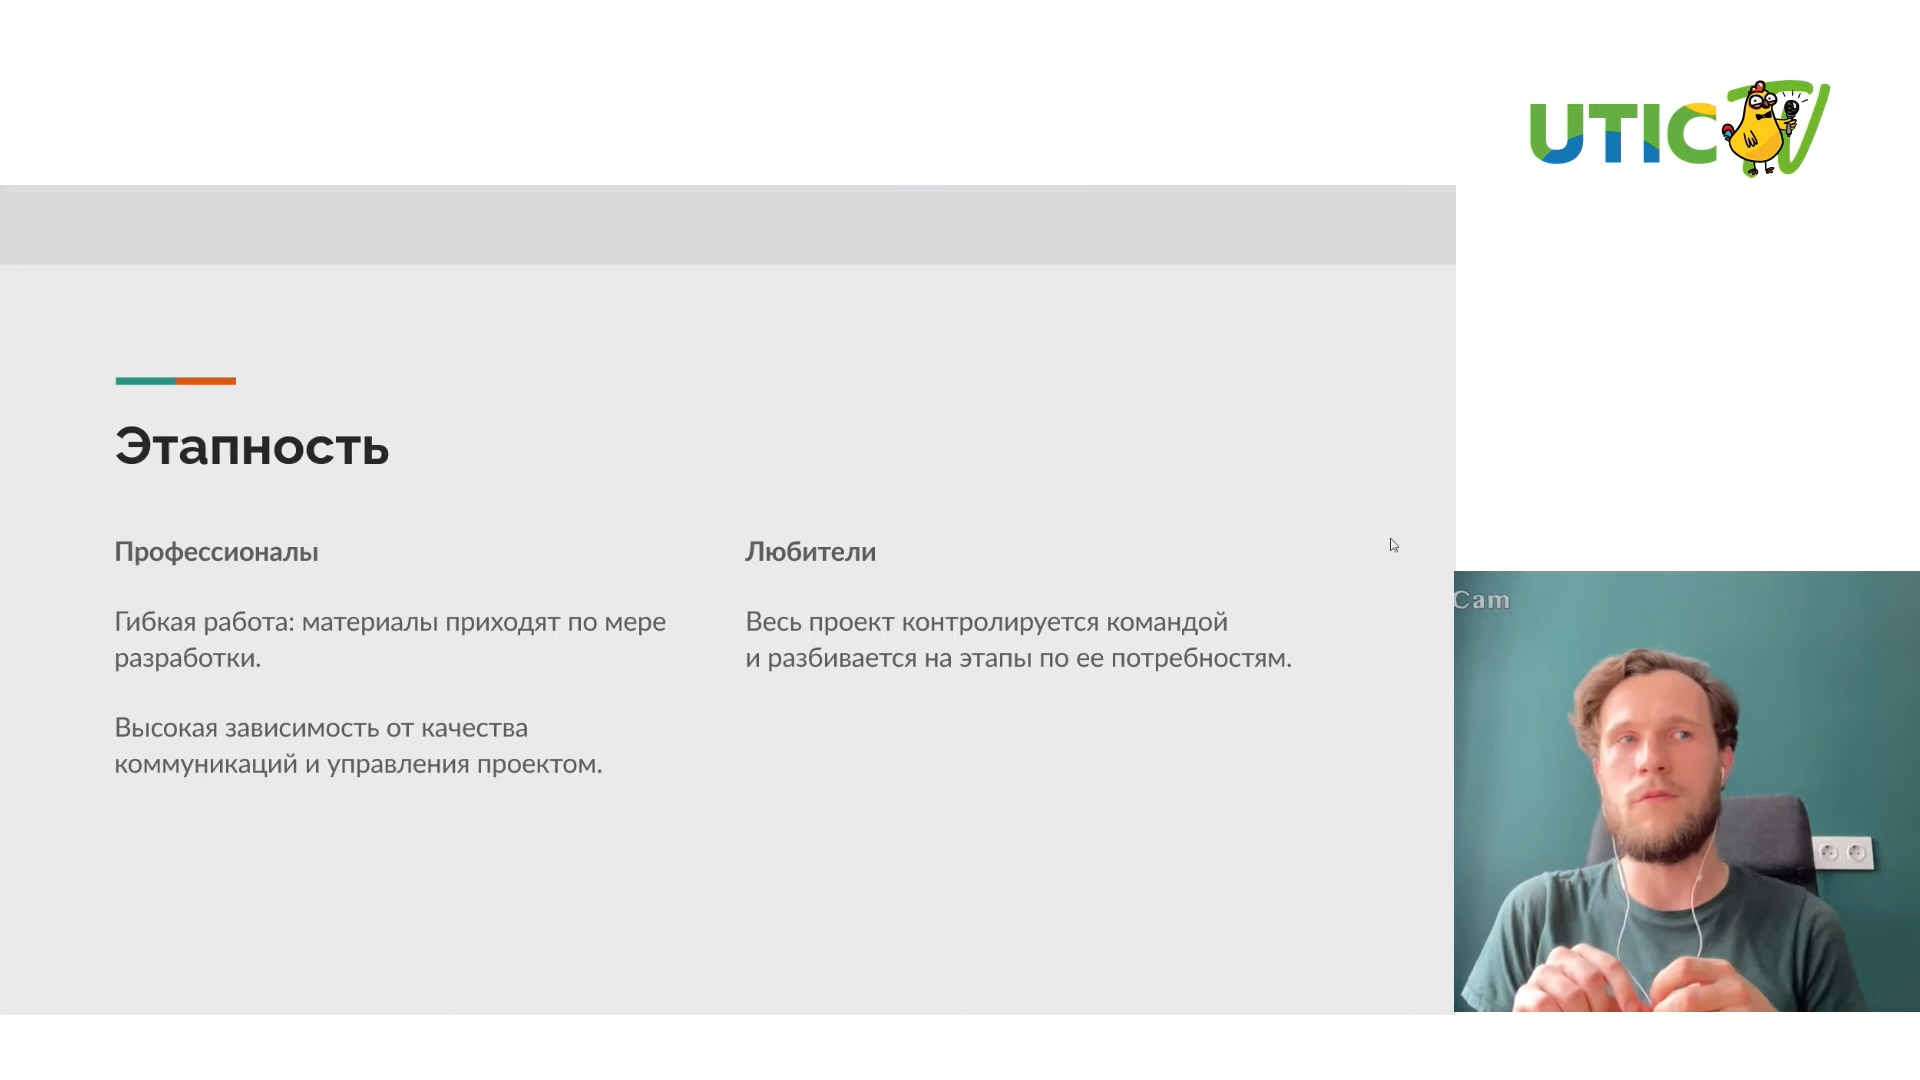 UTIC TV
Этапность
Профессионалы
Гибкая работа: материалы приходят по мере
разработки.
Высокая зависимость от качества
коммуникаций и управления проектом.
Любители
Весь проект контролируется командой
и разбивается на этапы по ее потребностям.
Cam